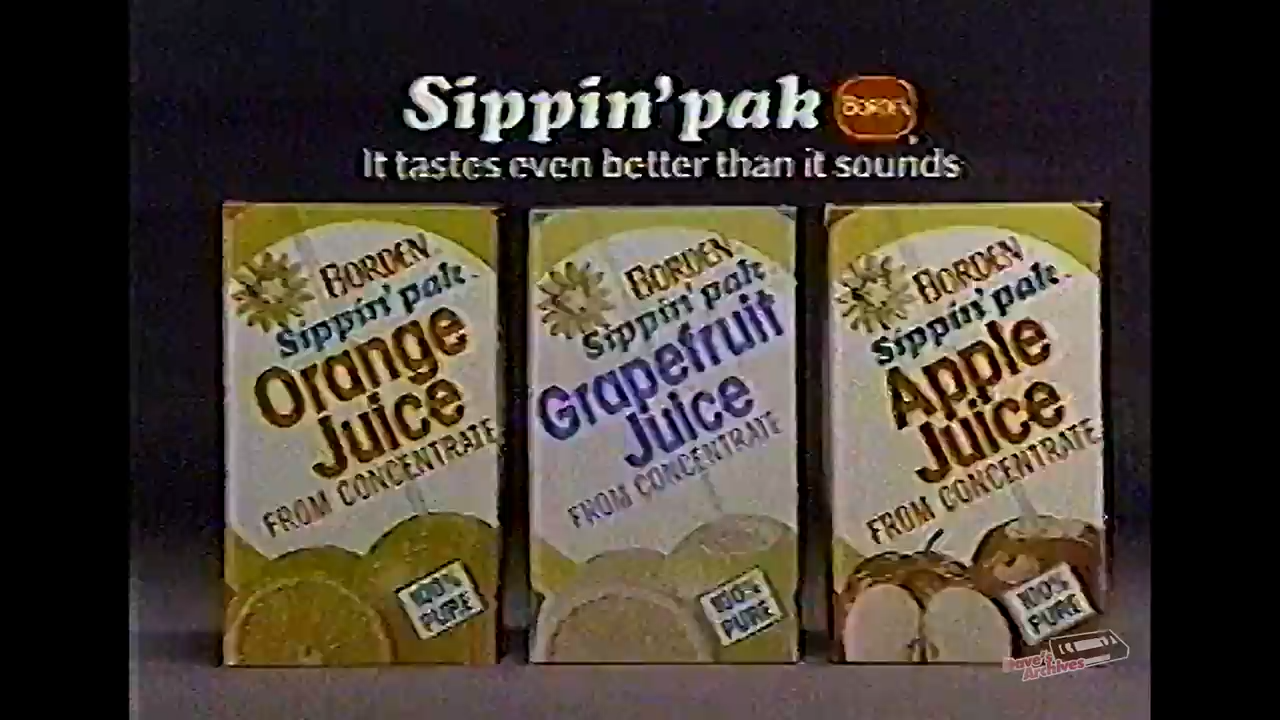 Sippin' pak BORDEN
It tastes even better than it sounds
BORDEN
Sippin' pak
Orange
Juice
FROM CONCENTRATE
100%
PURE
BORDEN
Sippin' pak
Grapefruit
Juice
FROM CONCENTRATE
100%
PURE
BORDEN
Sippin' pak
Apple
Juice
FROM CONCENTRATE
100%
PURE
Dave's
Archives